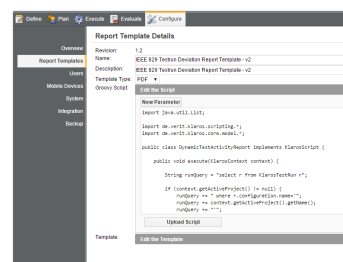 Define Plan Execute Evaluate Configure
Overview
Report Templates
Users
Mobile Devices
System
Integration
Backup
Report Template Details
Revision: 1.2
Name: IEEE 829 Testrun Deviation Report Template - v2
Description: IEEE 829 Testrun Deviation Report Template - v2
Template Type: PDF
Groovy Script: Edit the Script
New Parameter
import java.util.List;
import de.verit.klaros.scripting.*;
import de.verit.klaros.core.model.*;
public class DynamicTestActivityReport implements KlarosScript {
public void execute(KlarosContext context) {
String runQuery = "select r from KlarosTestRun r";
if (context.getActiveProject() != null) {
runQuery += " where r.configuration.name='";
runQuery += context.getActiveProject().getName();
runQuery += "'";
Upload Script
Template: Edit the Template